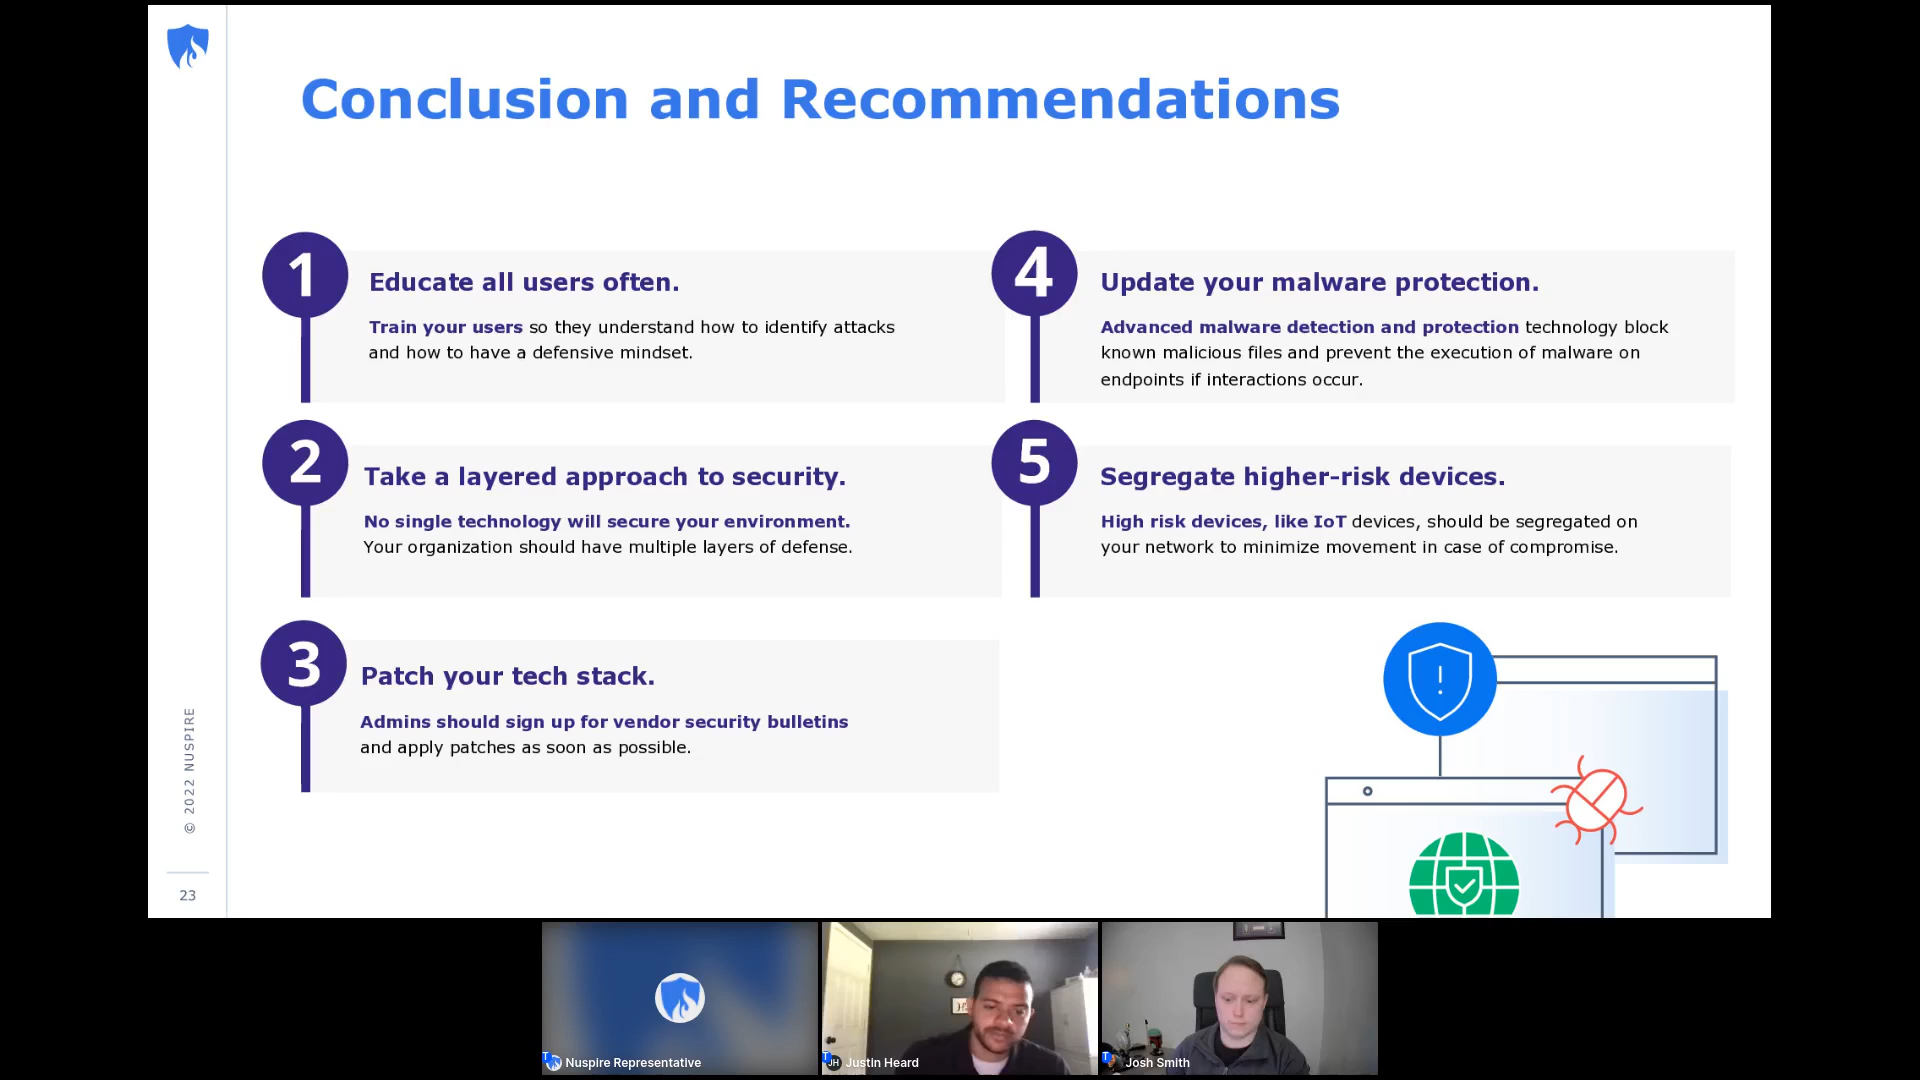 Conclusion and Recommendations
1
Educate all users often.
Train your users so they understand how to identify attacks
and how to have a defensive mindset.
2
Take a layered approach to security.
No single technology will secure your environment.
Your organization should have multiple layers of defense.
3
Patch your tech stack.
Admins should sign up for vendor security bulletins
and apply patches as soon as possible.
4
Update your malware protection.
Advanced malware detection and protection technology block
known malicious files and prevent the execution of malware on
endpoints if interactions occur.
5
Segregate higher-risk devices.
High risk devices, like IoT devices, should be segregated on
your network to minimize movement in case of compromise.
!
© 2022 NUSPIRE
23
T
Nuspire Representative
T
JH
Justin Heard
T
Josh Smith